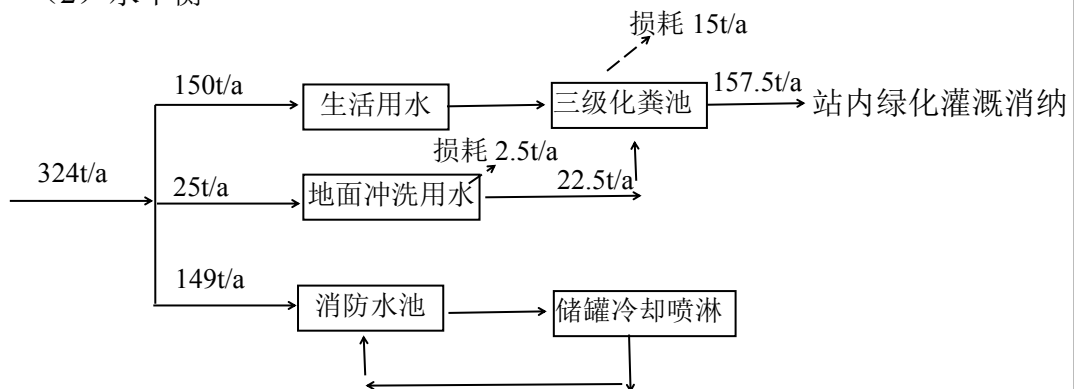 （2）水平衡
损耗 15t/a
150t/a
生活用水
三级化粪池
157.5t/a
站内绿化灌溉消纳
损耗 2.5t/a
324t/a
25t/a
地面冲洗用水
22.5t/a
149t/a
消防水池
储罐冷却喷淋